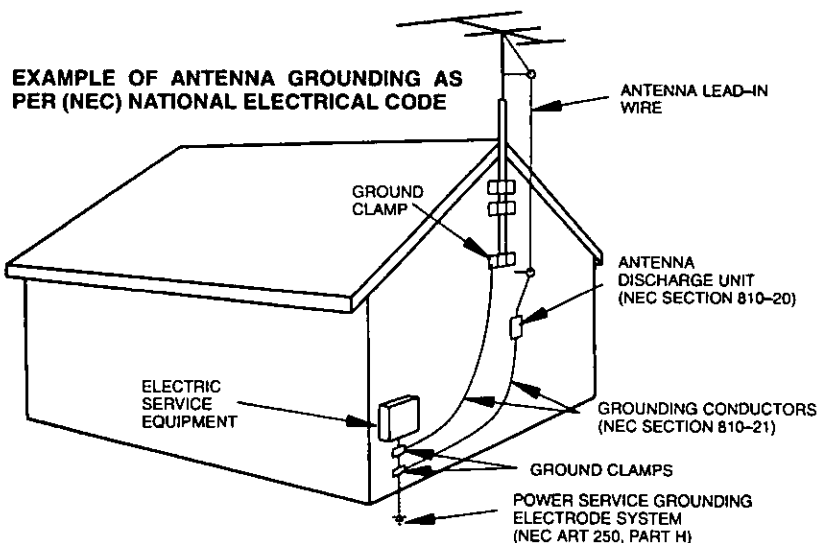 EXAMPLE OF ANTENNA GROUNDING AS
PER (NEC) NATIONAL ELECTRICAL CODE
ANTENNA LEAD–IN
WIRE
GROUND
CLAMP
ANTENNA
DISCHARGE UNIT
(NEC SECTION 810–20)
ELECTRIC
SERVICE
EQUIPMENT
GROUNDING CONDUCTORS
(NEC SECTION 810–21)
GROUND CLAMPS
POWER SERVICE GROUNDING
ELECTRODE SYSTEM
(NEC ART 250, PART H)